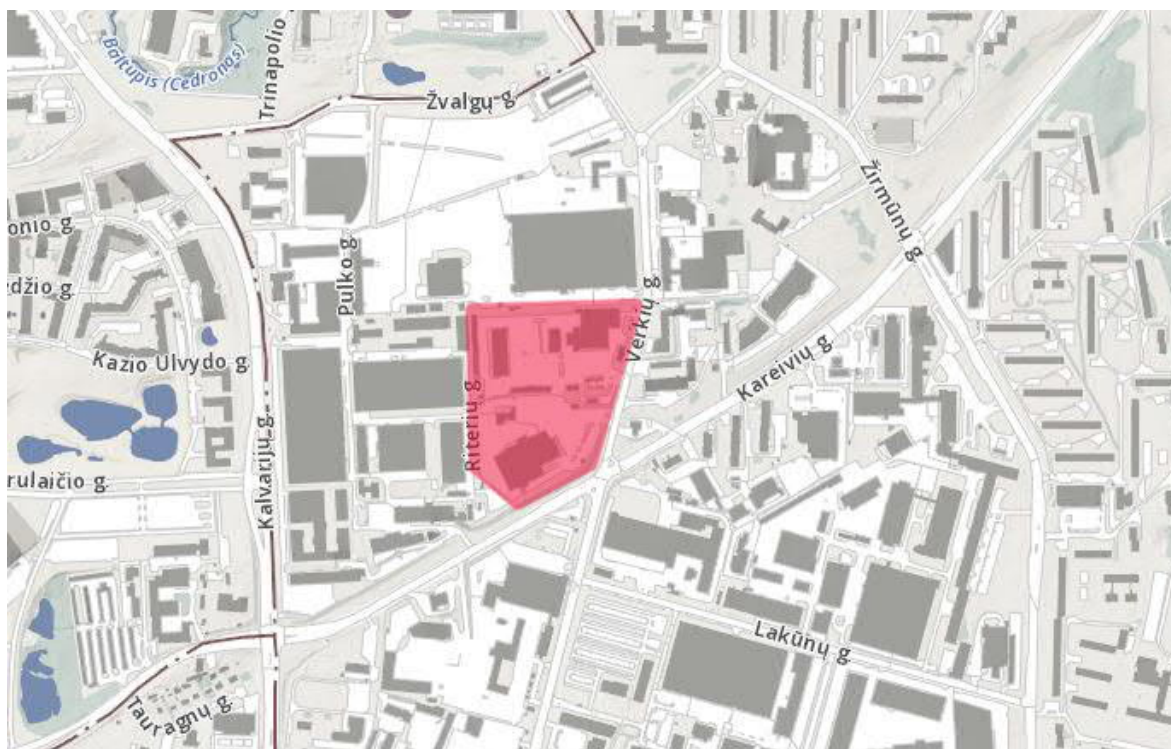 Baltupis (Cedronas)
Trinapolio
Žvalgų g.
Žirmūnų g.
onio g.
džio g.
Pulko g.
Verkių g.
Kazio Ulvydo g.
Kareivių g.
Riterių g.
Kalvarijų g.
rulaičio g.
Lakūnų g.
Tauragnų g.